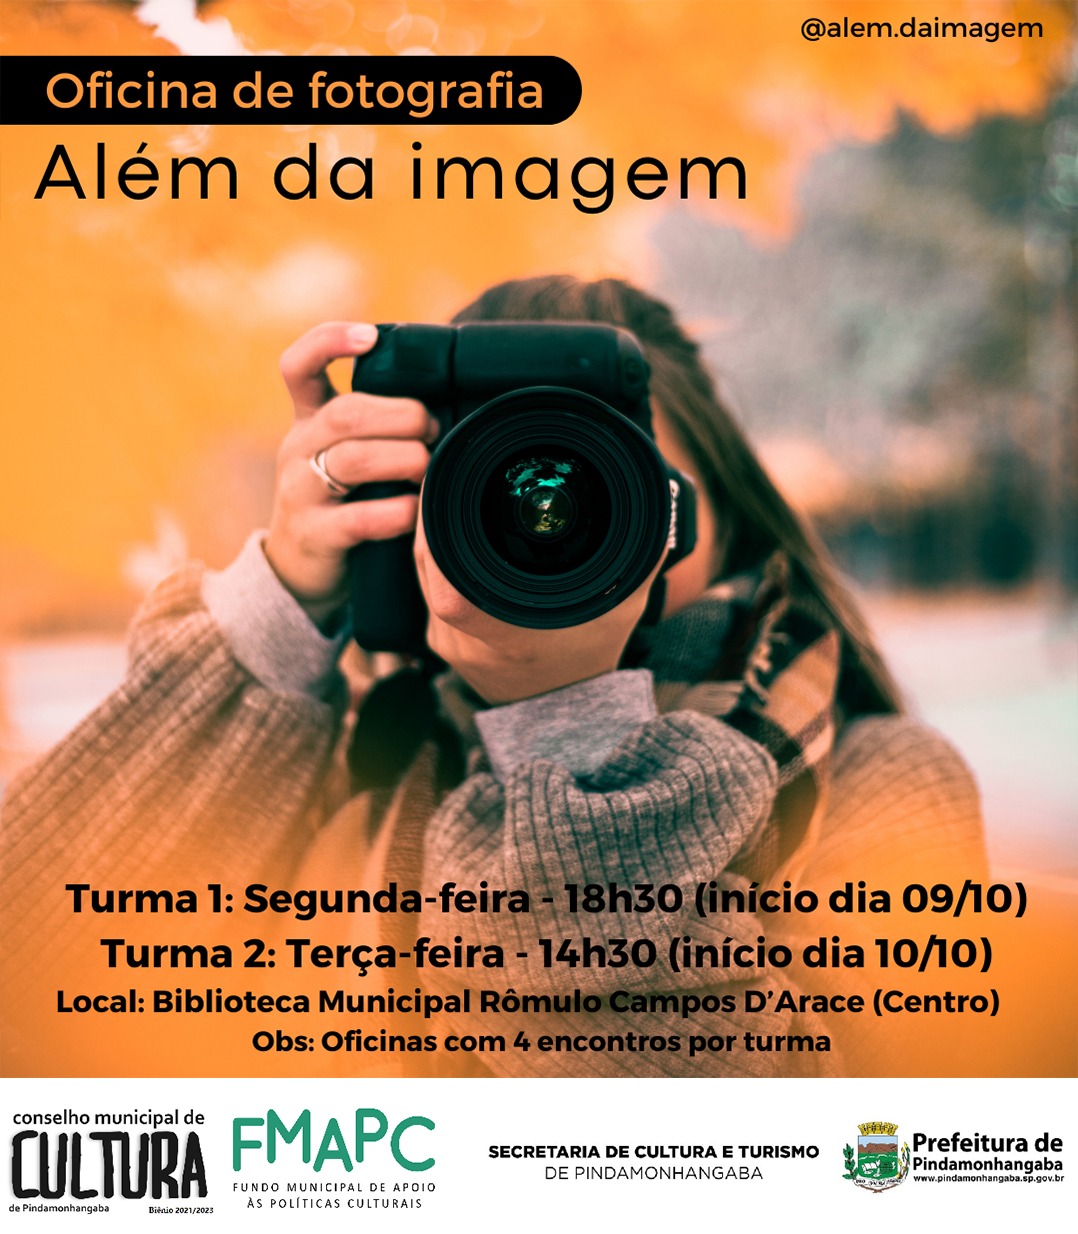 @alem.daimagem
Oficina de fotografia
Além da imagem
Turma 1: Segunda-feira - 18h30 (início dia 09/10)
Turma 2: Terça-feira - 14h30 (início dia 10/10)
Local: Biblioteca Municipal Rômulo Campos D'Arace (Centro)
Obs: Oficinas com 4 encontros por turma
conselho municipal de
CULTURA
de Pindamonhangaba
Biênio 2021/2023
FMAPC
FUNDO MUNICIPAL DE APOIO
ÀS POLÍTICAS CULTURAIS
SECRETARIA DE CULTURA E TURISMO
DE PINDAMONHANGABA
Prefeitura de
Pindamonhangaba
www.pindamonhangaba.sp.gov.br